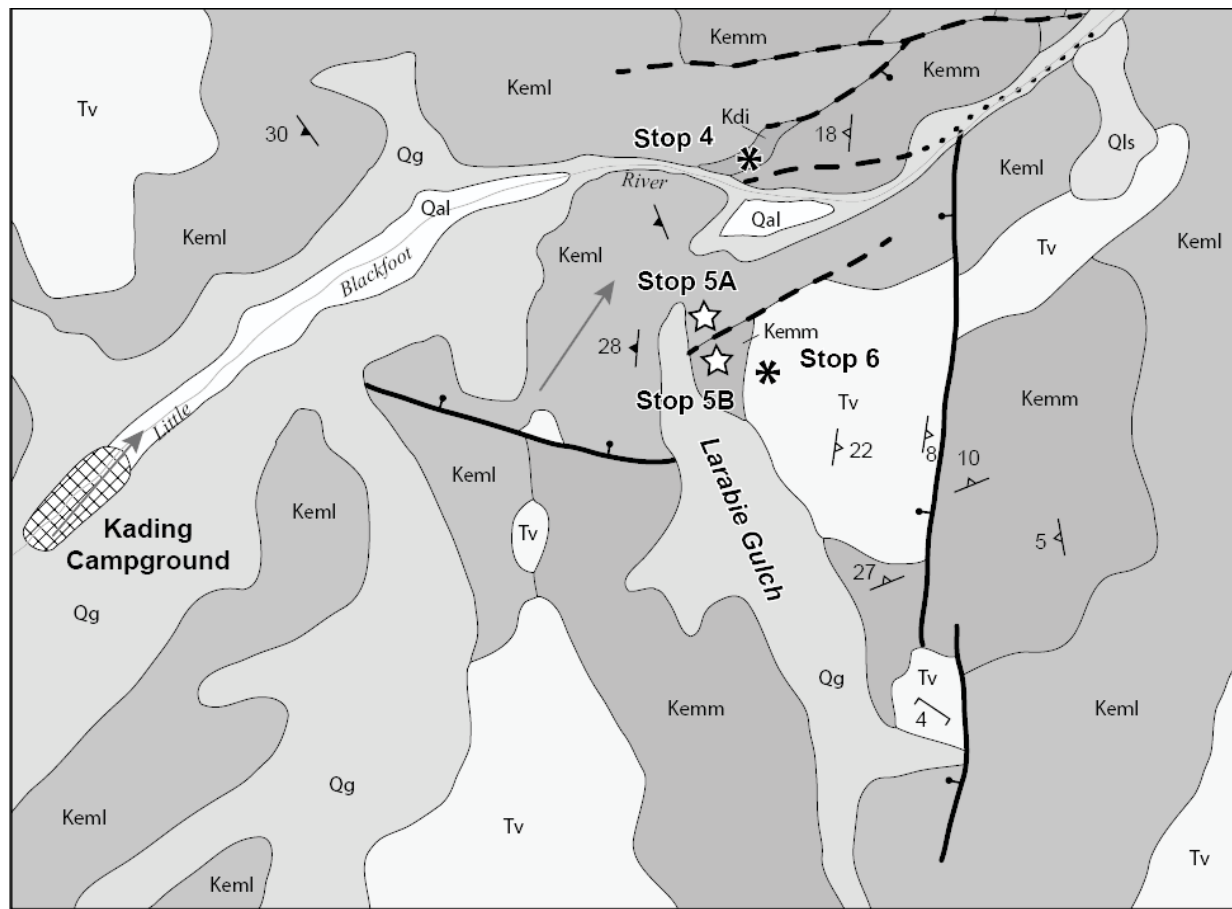 Kemm
Keml
Kemm
Tv
Kdi
30
Stop 4
18
Qg
Qls
Keml
River
Qal
Qal
Keml
Keml
Tv
Keml
Blackfoot
Stop 5A
Kemm
28
Stop 6
Stop 5B
Tv
Kemm
Little
22
8
10
Keml
Larabie Gulch
Kading
Campground
Keml
Tv
5
27
Qg
Tv
Qg
4
Kemm
Keml
Qg
Keml
Tv
Tv
Keml